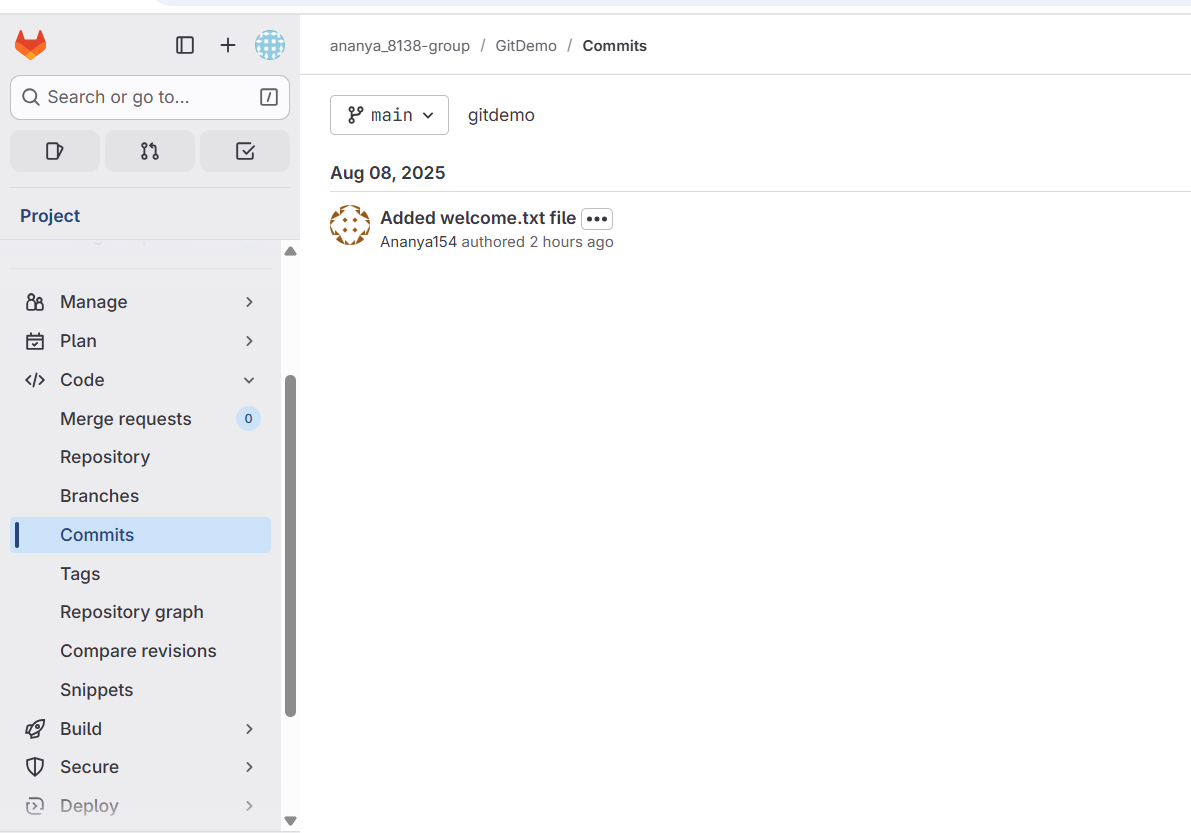 Search or go to... /
Project
Manage
Plan
Code
Merge requests 0
Repository
Branches
Commits
Tags
Repository graph
Compare revisions
Snippets
Build
Secure
Deploy
ananya_8138-group / GitDemo / Commits
main gitdemo
Aug 08, 2025
Added welcome.txt file
Ananya154 authored 2 hours ago